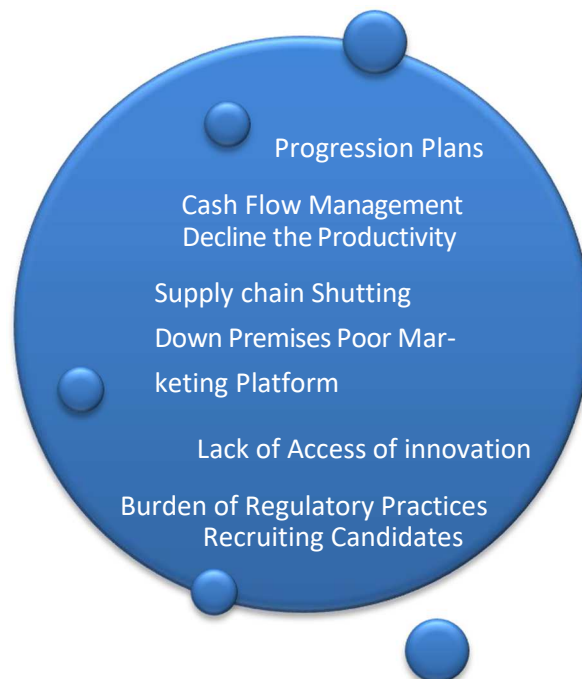 Progression Plans
Cash Flow Management
Decline the Productivity
Supply chain Shutting
Down Premises Poor Mar-
keting Platform
Lack of Access of innovation
Burden of Regulatory Practices
Recruiting Candidates